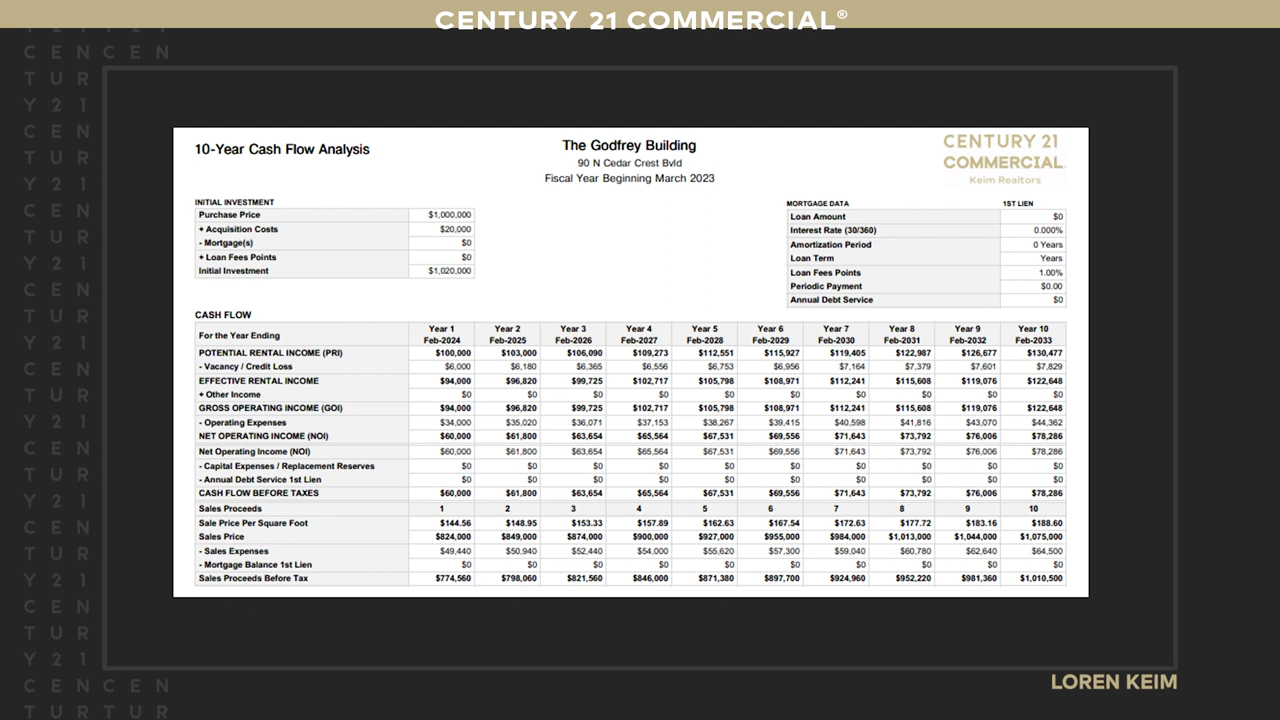 CENTURY 21 COMMERCIAL®
Y 2 1 Y 2 1
C E N C E N
T U R
Y 2 1
C E N
T U R
Y 2 1
C E N
T U R
Y 2 1
C E N
T U R
Y 2 1
C E N
T U R
Y 2 1
C E N
T U R
Y 2 1
C E N
T U R
Y 2 1
C E N
T U R
Y 2 1
C E N C E N
T U R T U R
10-Year Cash Flow Analysis
The Godfrey Building
90 N Cedar Crest Bvld
Fiscal Year Beginning March 2023
CENTURY 21
COMMERCIAL.
Keim Realtors
INITIAL INVESTMENT
Purchase Price $1,000,000
+ Acquisition Costs $20,000
- Mortgage(s) $0
+ Loan Fees Points $0
Initial Investment $1,020,000
MORTGAGE DATA 1ST LIEN
Loan Amount $0
Interest Rate (30/360) 0.000%
Amortization Period 0 Years
Loan Term Years
Loan Fees Points 1.00%
Periodic Payment $0.00
Annual Debt Service $0
CASH FLOW
For the Year Ending Year 1 Year 2 Year 3 Year 4 Year 5 Year 6 Year 7 Year 8 Year 9 Year 10
Feb-2024 Feb-2025 Feb-2026 Feb-2027 Feb-2028 Feb-2029 Feb-2030 Feb-2031 Feb-2032 Feb-2033
POTENTIAL RENTAL INCOME (PRI) $100,000 $103,000 $106,090 $109,273 $112,551 $115,927 $119,405 $122,987 $126,677 $130,477
- Vacancy / Credit Loss $6,000 $6,180 $6,365 $6,556 $6,753 $6,956 $7,164 $7,379 $7,601 $7,829
EFFECTIVE RENTAL INCOME $94,000 $96,820 $99,725 $102,717 $105,798 $108,971 $112,241 $115,608 $119,076 $122,648
+ Other Income $0 $0 $0 $0 $0 $0 $0 $0 $0 $0
GROSS OPERATING INCOME (GOI) $94,000 $96,820 $99,725 $102,717 $105,798 $108,971 $112,241 $115,608 $119,076 $122,648
- Operating Expenses $34,000 $35,020 $36,071 $37,153 $38,267 $39,415 $40,598 $41,816 $43,070 $44,362
NET OPERATING INCOME (NOI) $60,000 $61,800 $63,654 $65,564 $67,531 $69,556 $71,643 $73,792 $76,006 $78,286
Net Operating Income (NOI) $60,000 $61,800 $63,654 $65,564 $67,531 $69,556 $71,643 $73,792 $76,006 $78,286
- Capital Expenses / Replacement Reserves $0 $0 $0 $0 $0 $0 $0 $0 $0 $0
- Annual Debt Service 1st Lien $0 $0 $0 $0 $0 $0 $0 $0 $0 $0
CASH FLOW BEFORE TAXES $60,000 $61,800 $63,654 $65,564 $67,531 $69,556 $71,643 $73,792 $76,006 $78,286
Sales Proceeds 1 2 3 4 5 6 7 8 9 10
Sale Price Per Square Foot $144.56 $148.95 $153.33 $157.89 $162.63 $167.54 $172.63 $177.72 $183.16 $188.60
Sales Price $824,000 $849,000 $874,000 $900,000 $927,000 $955,000 $984,000 $1,013,000 $1,044,000 $1,075,000
- Sales Expenses $49,440 $50,940 $52,440 $54,000 $55,620 $57,300 $59,040 $60,780 $62,640 $64,500
- Mortgage Balance 1st Lien $0 $0 $0 $0 $0 $0 $0 $0 $0 $0
Sales Proceeds Before Tax $774,560 $798,060 $821,560 $846,000 $871,380 $897,700 $924,960 $952,220 $981,360 $1,010,500
LOREN KEIM